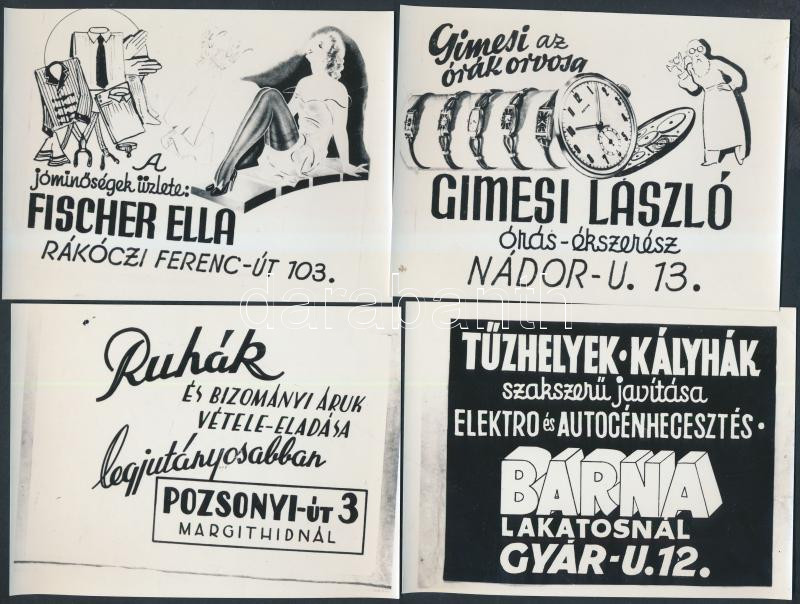 A
jóminőségek üzlete:
FISCHER ELLA
RÁKÓCZI FERENC-ÚT 103.
Gimesi az
órák orvosa
GIMESI LÁSZLÓ
órás-ékszerész
NÁDOR-U. 13.
Ruhák
ÉS BIZOMÁNYI ÁRUK
VÉTELE-ELADÁSA
legjutányosabban
POZSONYI-ÚT 3
MARGITHIDNÁL
TŰZHELYEK·KÁLYHÁK
szakszerű javítása
ELEKTRO és AUTOGÉNHEGESZTÉS·
BARNA
LAKATOSNÁL
GYÁR-U.12.
darabanth